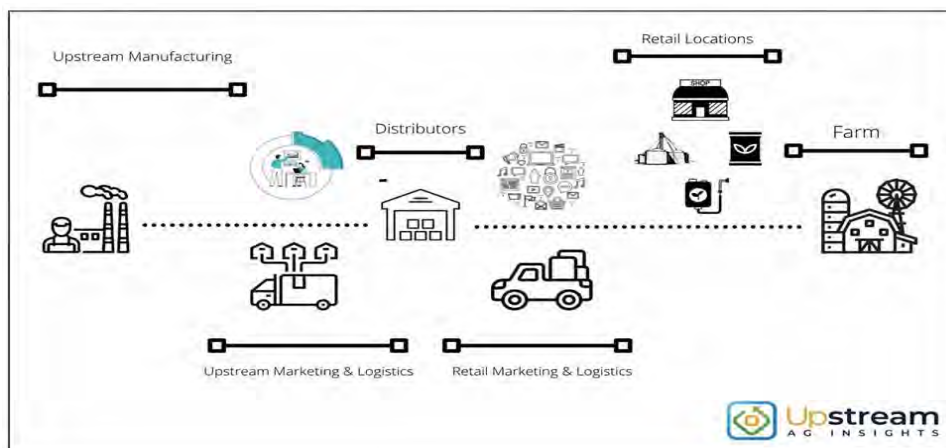 Upstream Manufacturing
Distributors
Retail Locations
SHOP
Farm
Upstream Marketing & Logistics
Retail Marketing & Logistics
Upstream
AG INSIGHTS